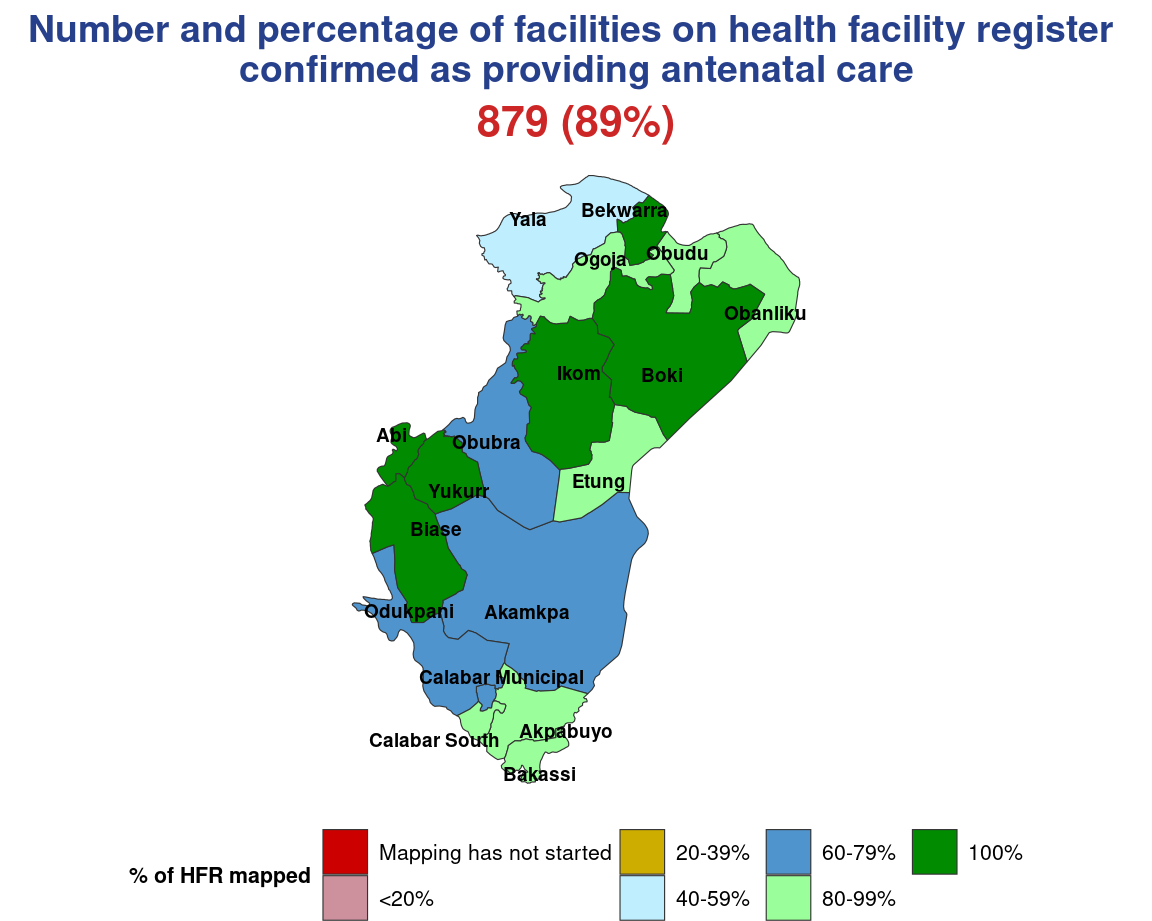 Number and percentage of facilities on health facility register
confirmed as providing antenatal care
879 (89%)
Yala
Bekwarra
Ogoja
Obudu
Obanliku
Ikom
Boki
Abi
Obubra
Etung
Yukurr
Biase
Odukpani
Akamkpa
Calabar Municipal
Akpabuyo
Calabar South
Bakassi
% of HFR mapped
Mapping has not started
<20%
20-39%
40-59%
60-79%
80-99%
100%